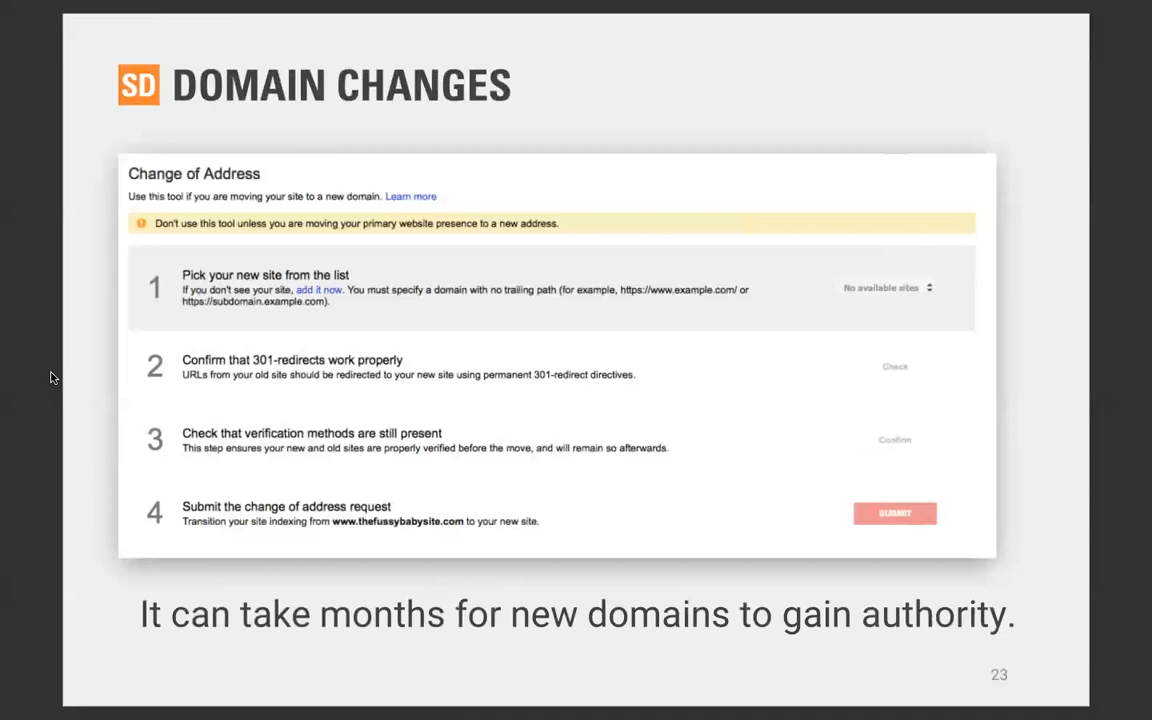 SD DOMAIN CHANGES
Change of Address
Use this tool if you are moving your site to a new domain. Learn more
Don't use this tool unless you are moving your primary website presence to a new address.
1 Pick your new site from the list
If you don't see your site, add it now. You must specify a domain with no trailing path (for example, https://www.example.com/ or
https://subdomain.example.com).
No available sites
2 Confirm that 301-redirects work properly
URLs from your old site should be redirected to your new site using permanent 301-redirect directives.
Check
3 Check that verification methods are still present
This step ensures your new and old sites are properly verified before the move, and will remain so afterwards.
Confirm
4 Submit the change of address request
Transition your site indexing from www.thefussybabysite.com to your new site.
SUBMIT
It can take months for new domains to gain authority.
23